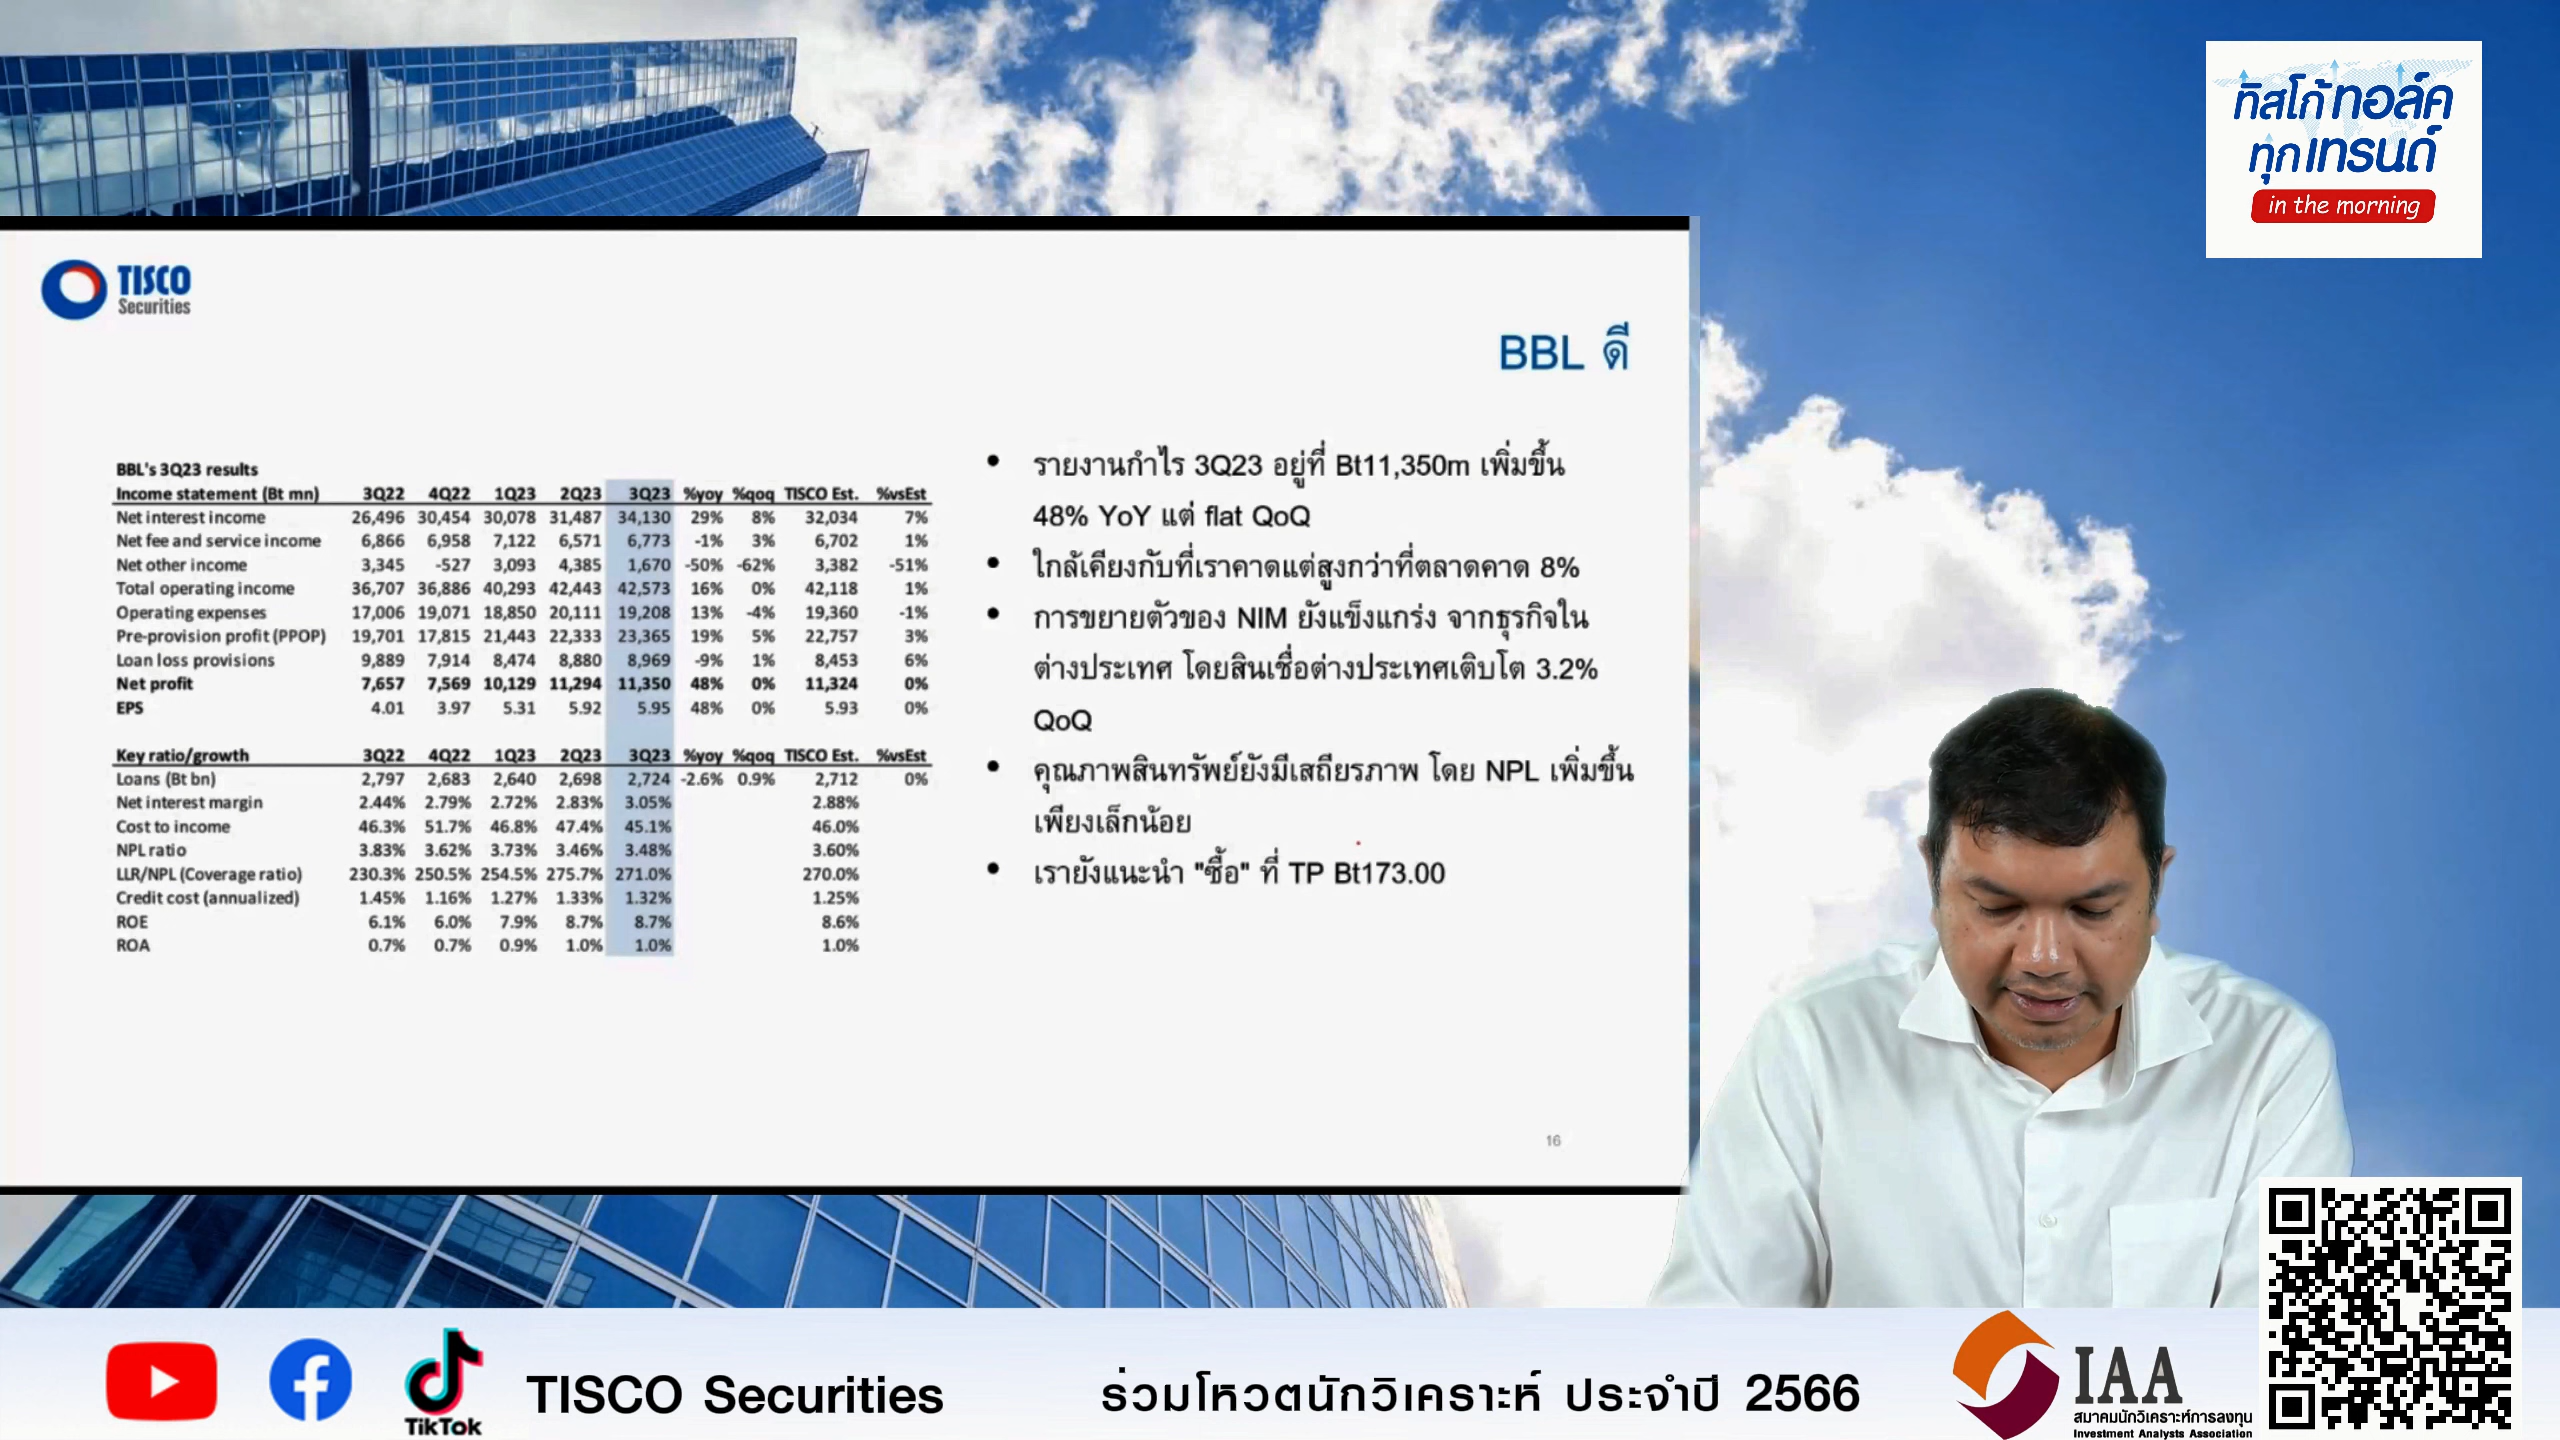 ทิสโก้ทอล์ค
ทุกเทรนด์
in the morning
TISCO
Securities
BBL ดี
BBL's 3Q23 results
Income statement (Bt mn) 3Q22 4Q22 1Q23 2Q23 3Q23 %yoy %qoq TISCO Est. %vsEst
Net interest income 26,496 30,454 30,078 31,487 34,130 29% 8% 32,034 7%
Net fee and service income 6,866 6,958 7,122 6,571 6,773 -1% 3% 6,702 1%
Net other income 3,345 -527 3,093 4,385 1,670 -50% -62% 3,382 -51%
Total operating income 36,707 36,886 40,293 42,443 42,573 16% 0% 42,118 1%
Operating expenses 17,006 19,071 18,850 20,111 19,208 13% -4% 19,360 -1%
Pre-provision profit (PPOP) 19,701 17,815 21,443 22,333 23,365 19% 5% 22,757 3%
Loan loss provisions 9,889 7,914 8,474 8,880 8,969 -9% 1% 8,453 6%
Net profit 7,657 7,569 10,129 11,294 11,350 48% 0% 11,324 0%
EPS 4.01 3.97 5.31 5.92 5.95 48% 0% 5.93 0%
Key ratio/growth 3Q22 4Q22 1Q23 2Q23 3Q23 %yoy %qoq TISCO Est. %vsEst
Loans (Bt bn) 2,797 2,683 2,640 2,698 2,724 -2.6% 0.9% 2,712 0%
Net interest margin 2.44% 2.79% 2.72% 2.83% 3.05% 2.88%
Cost to income 46.3% 51.7% 46.8% 47.4% 45.1% 46.0%
NPL ratio 3.83% 3.62% 3.73% 3.46% 3.48% 3.60%
LLR/NPL (Coverage ratio) 230.3% 250.5% 254.5% 275.7% 271.0% 270.0%
Credit cost (annualized) 1.45% 1.16% 1.27% 1.33% 1.32% 1.25%
ROE 6.1% 6.0% 7.9% 8.7% 8.7% 8.6%
ROA 0.7% 0.7% 0.9% 1.0% 1.0% 1.0%
• รายงานกำไร 3Q23 อยู่ที่ Bt11,350m เพิ่มขึ้น
48% YoY แต่ flat QoQ
• ใกล้เคียงกับที่เราคาดแต่สูงกว่าที่ตลาดคาด 8%
• การขยายตัวของ NIM ยังแข็งแกร่ง จากธุรกิจใน
ต่างประเทศ โดยสินเชื่อต่างประเทศเติบโต 3.2%
QoQ
• คุณภาพสินทรัพย์ยังมีเสถียรภาพ โดย NPL เพิ่มขึ้น
เพียงเล็กน้อย
• เรายังแนะนำ "ซื้อ" ที่ TP Bt173.00
16
TikTok
TISCO Securities
ร่วมโหวตนักวิเคราะห์ ประจำปี 2566
IAA
สมาคมนักวิเคราะห์การลงทุน
Investment Analysts Association